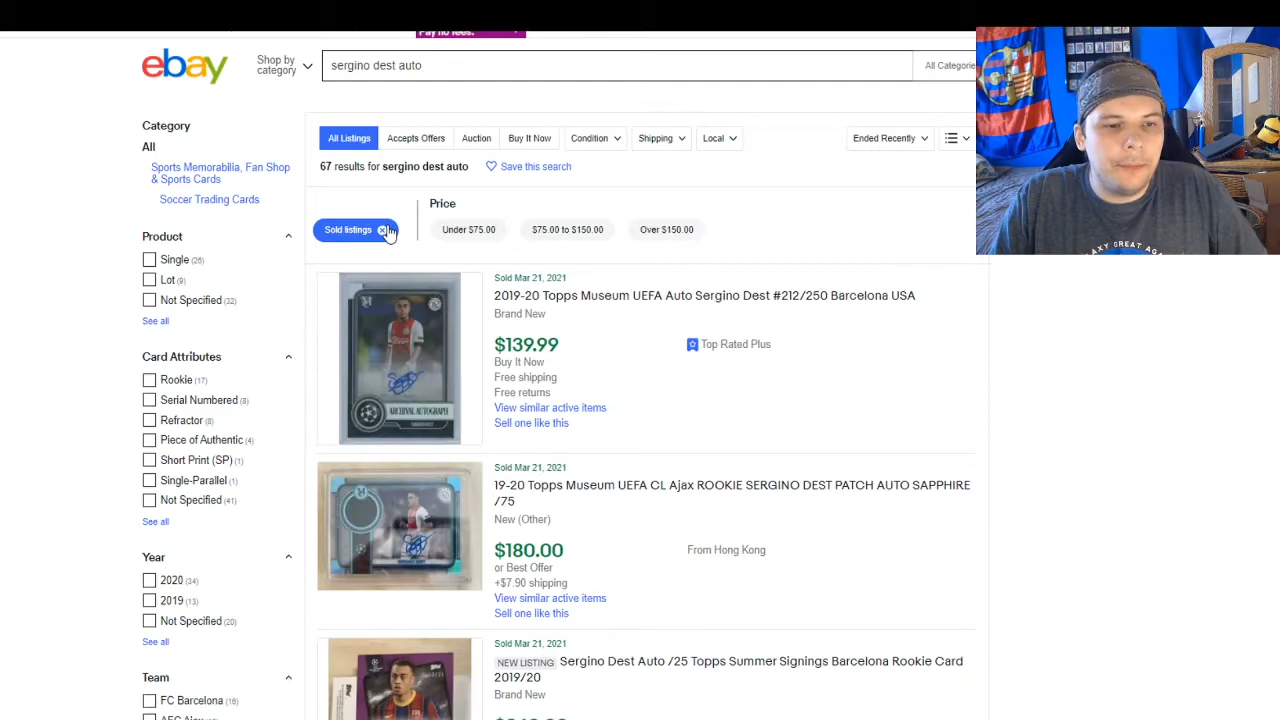 Pay no fees.
ebay
Shop by
category
sergino dest auto
All Categorie
Category
All
Sports Memorabilia, Fan Shop
& Sports Cards
Soccer Trading Cards
Product
Single (26)
Lot (9)
Not Specified (32)
See all
Card Attributes
Rookie (17)
Serial Numbered (8)
Refractor (8)
Piece of Authentic (4)
Short Print (SP) (1)
Single-Parallel (1)
Not Specified (41)
See all
Year
2020 (34)
2019 (13)
Not Specified (20)
See all
Team
FC Barcelona (16)
All Listings
Accepts Offers
Auction
Buy It Now
Condition
Shipping
Local
Ended Recently
67 results for sergino dest auto
Save this search
Sold listings
Price
Under $75.00
$75.00 to $150.00
Over $150.00
Sold Mar 21, 2021
2019-20 Topps Museum UEFA Auto Sergino Dest #212/250 Barcelona USA
Brand New
$139.99
Top Rated Plus
Buy It Now
Free shipping
Free returns
View similar active items
Sell one like this
ARCHIVAL AUTOGRAPH
Sold Mar 21, 2021
19-20 Topps Museum UEFA CL Ajax ROOKIE SERGINO DEST PATCH AUTO SAPPHIRE
/75
New (Other)
$180.00
From Hong Kong
or Best Offer
+$7.90 shipping
View similar active items
Sell one like this
Sold Mar 21, 2021
NEW LISTING Sergino Dest Auto /25 Topps Summer Signings Barcelona Rookie Card
2019/20
Brand New
AXY GREAT AGA